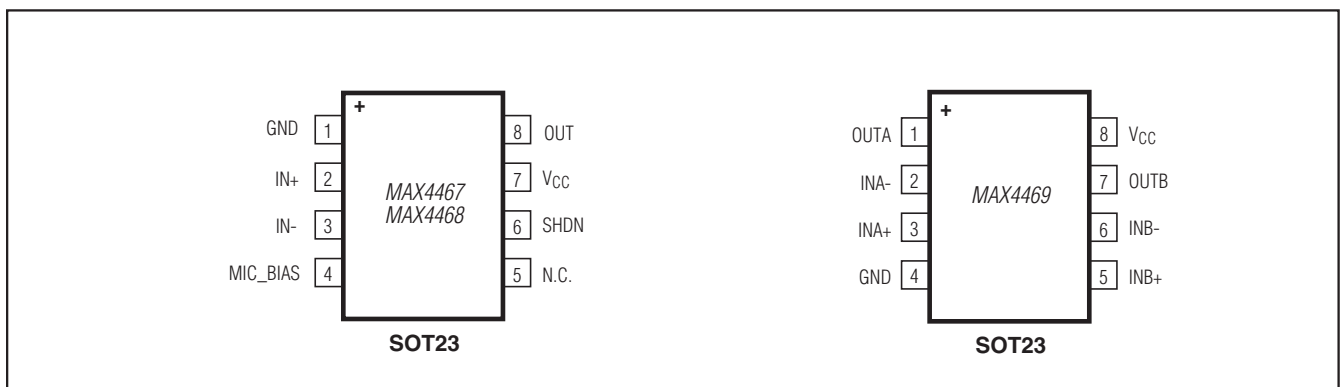 +
GND 1
8 OUT
IN+ 2
7 VCC
MAX4467
MAX4468
IN- 3
6 SHDN
MIC_BIAS 4
5 N.C.
SOT23
+
OUTA 1
8 VCC
INA- 2
7 OUTB
MAX4469
INA+ 3
6 INB-
GND 4
5 INB+
SOT23